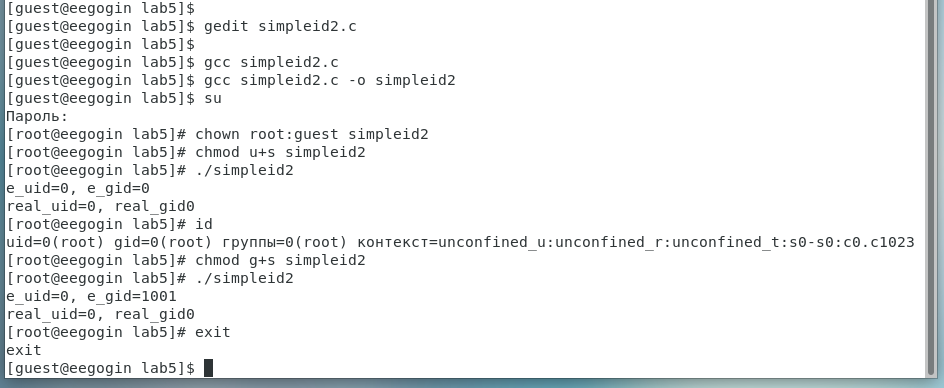 [guest@eegogin lab5]$
[guest@eegogin lab5]$ gedit simpleid2.c
[guest@eegogin lab5]$
[guest@eegogin lab5]$ gcc simpleid2.c
[guest@eegogin lab5]$ gcc simpleid2.c -o simpleid2
[guest@eegogin lab5]$ su
Пароль:
[root@eegogin lab5]# chown root:guest simpleid2
[root@eegogin lab5]# chmod u+s simpleid2
[root@eegogin lab5]# ./simpleid2
e_uid=0, e_gid=0
real_uid=0, real_gid0
[root@eegogin lab5]# id
uid=0(root) gid=0(root) группы=0(root) контекст=unconfined_u:unconfined_r:unconfined_t:s0-s0:c0.c1023
[root@eegogin lab5]# chmod g+s simpleid2
[root@eegogin lab5]# ./simpleid2
e_uid=0, e_gid=1001
real_uid=0, real_gid0
[root@eegogin lab5]# exit
exit
[guest@eegogin lab5]$